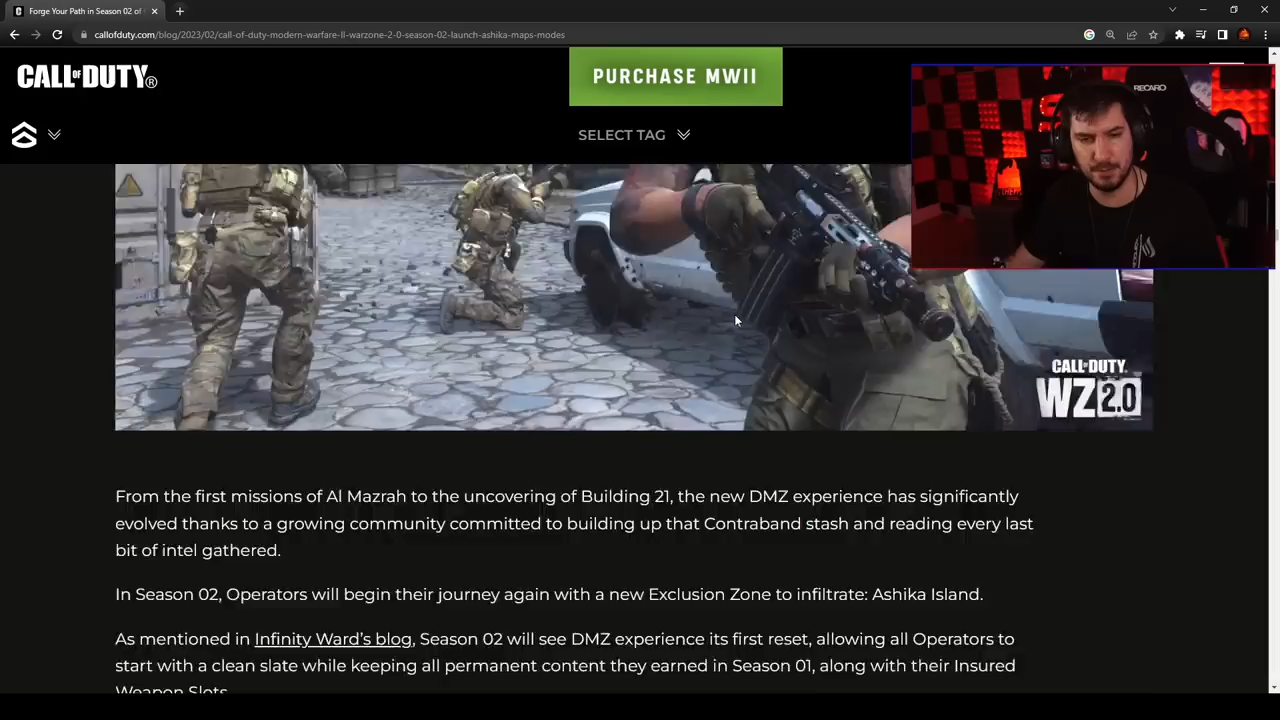 Forge Your Path in Season 02 of
callofduty.com/blog/2023/02/call-of-duty-modern-warfare-II-warzone-2-0-season-02-launch-ashika-maps-modes
CALL OF DUTY®
PURCHASE MWII
SELECT TAG
RECARO
CALL OF DUTY
WZ 2.0
From the first missions of Al Mazrah to the uncovering of Building 21, the new DMZ experience has significantly
evolved thanks to a growing community committed to building up that Contraband stash and reading every last
bit of intel gathered.
In Season 02, Operators will begin their journey again with a new Exclusion Zone to infiltrate: Ashika Island.
As mentioned in Infinity Ward's blog, Season 02 will see DMZ experience its first reset, allowing all Operators to
start with a clean slate while keeping all permanent content they earned in Season 01, along with their Insured
Weapon Slots.